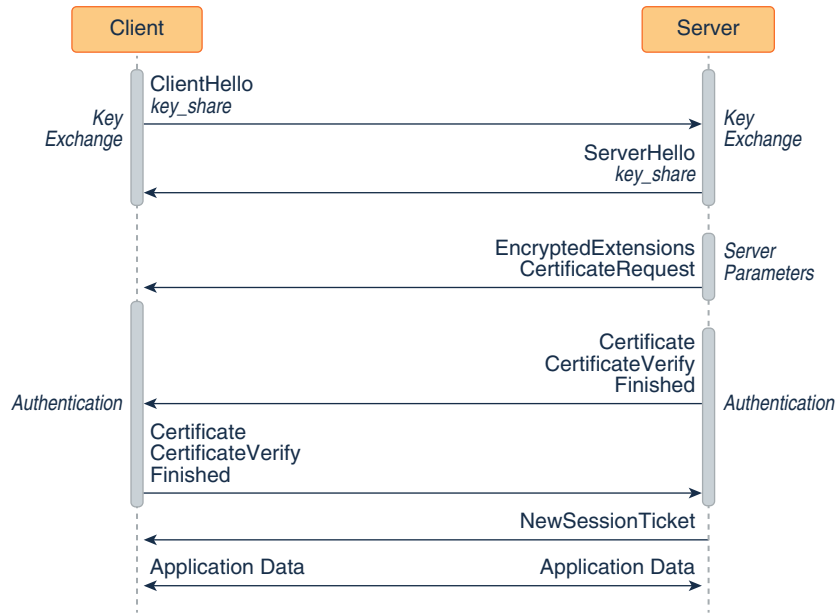 Client
Server
ClientHello
key_share
Key
Exchange
Key
Exchange
ServerHello
key_share
EncryptedExtensions
CertificateRequest
Server
Parameters
Certificate
CertificateVerify
Finished
Authentication
Authentication
Certificate
CertificateVerify
Finished
NewSessionTicket
Application Data
Application Data